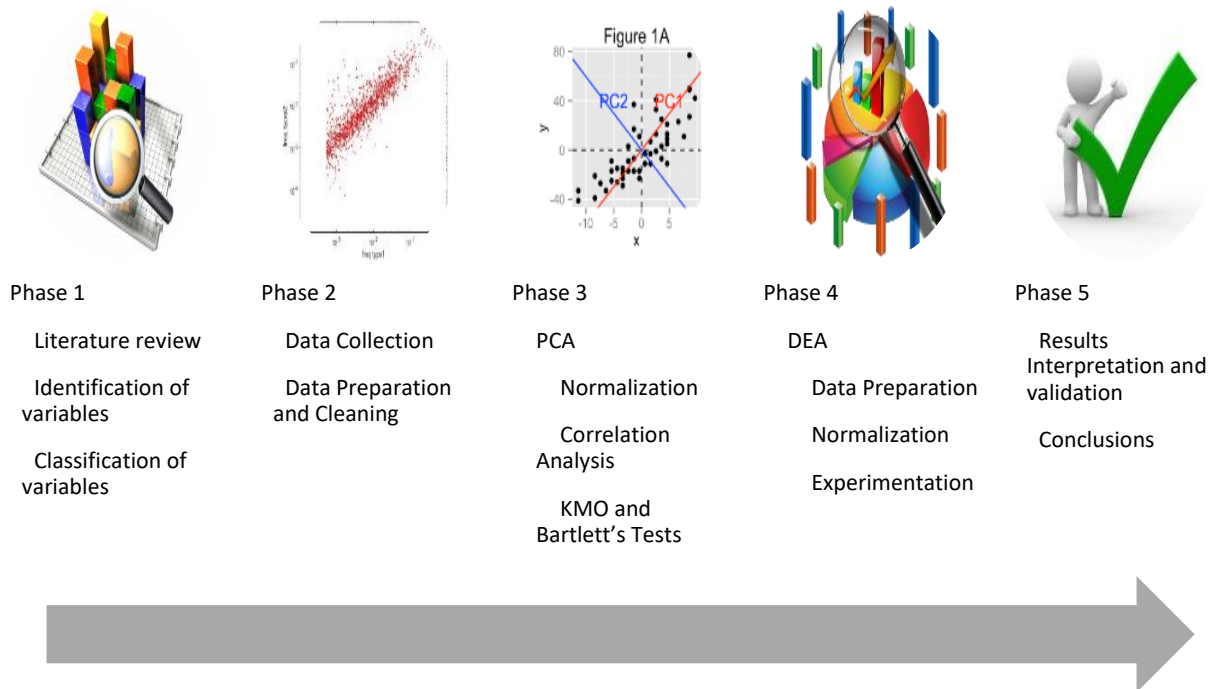 Figure 1A
80
40
0
-40
y
PC2
PC1
-10
-5
0
5
x
Phase 1
Literature review
Identification of
variables
Classification of
variables
Phase 2
Data Collection
Data Preparation
and Cleaning
Phase 3
PCA
Normalization
Correlation
Analysis
KMO and
Bartlett’s Tests
Phase 4
DEA
Data Preparation
Normalization
Experimentation
Phase 5
Results
Interpretation and
validation
Conclusions